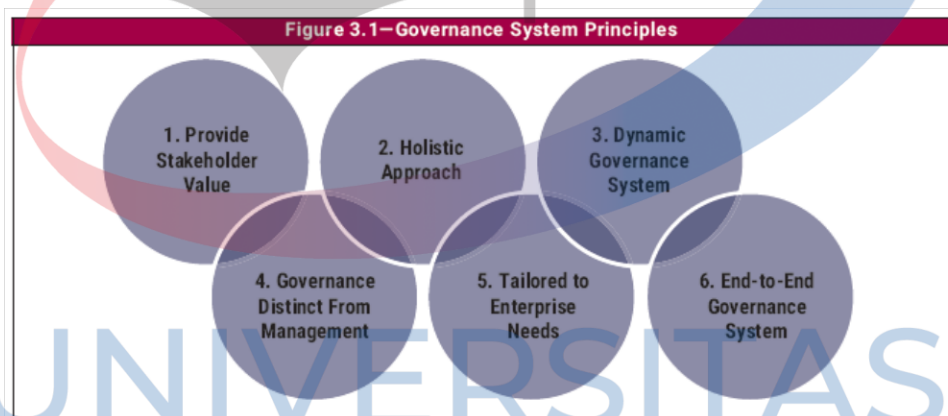 Figure 3.1—Governance System Principles
1. Provide
Stakeholder
Value
2. Holistic
Approach
3. Dynamic
Governance
System
4. Governance
Distinct From
Management
5. Tailored to
Enterprise
Needs
6. End-to-End
Governance
System
UNIVERSITAS